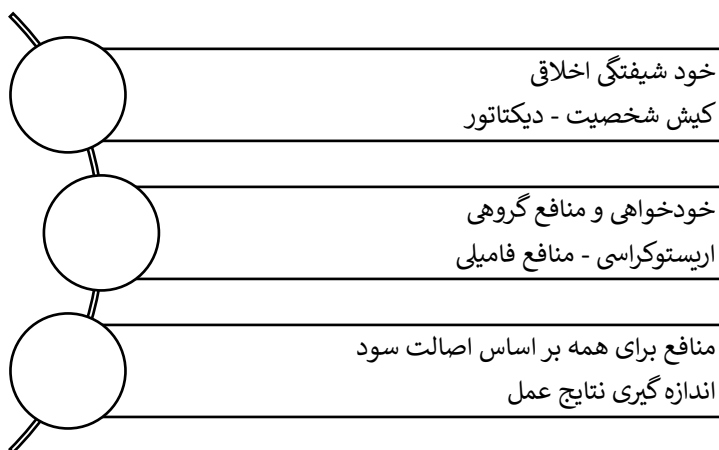 خود شیفتگی اخلاقی
کیش شخصیت - دیکتاتور
خودخواهی و منافع گروهی
اریستوکراسی - منافع فامیلی
منافع برای همه بر اساس اصالت سود
اندازه گیری نتایج عمل